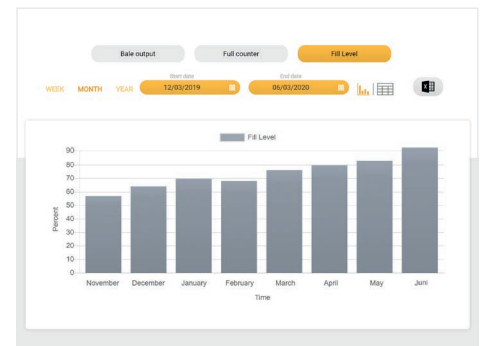 Bale output
Full counter
Fill Level
Start date
End date
WEEK MONTH YEAR
12/03/2019
06/03/2020
X
Fill Level
90
80
70
60
50
40
30
20
10
0
Percent
November December January February March April May Juni
Time